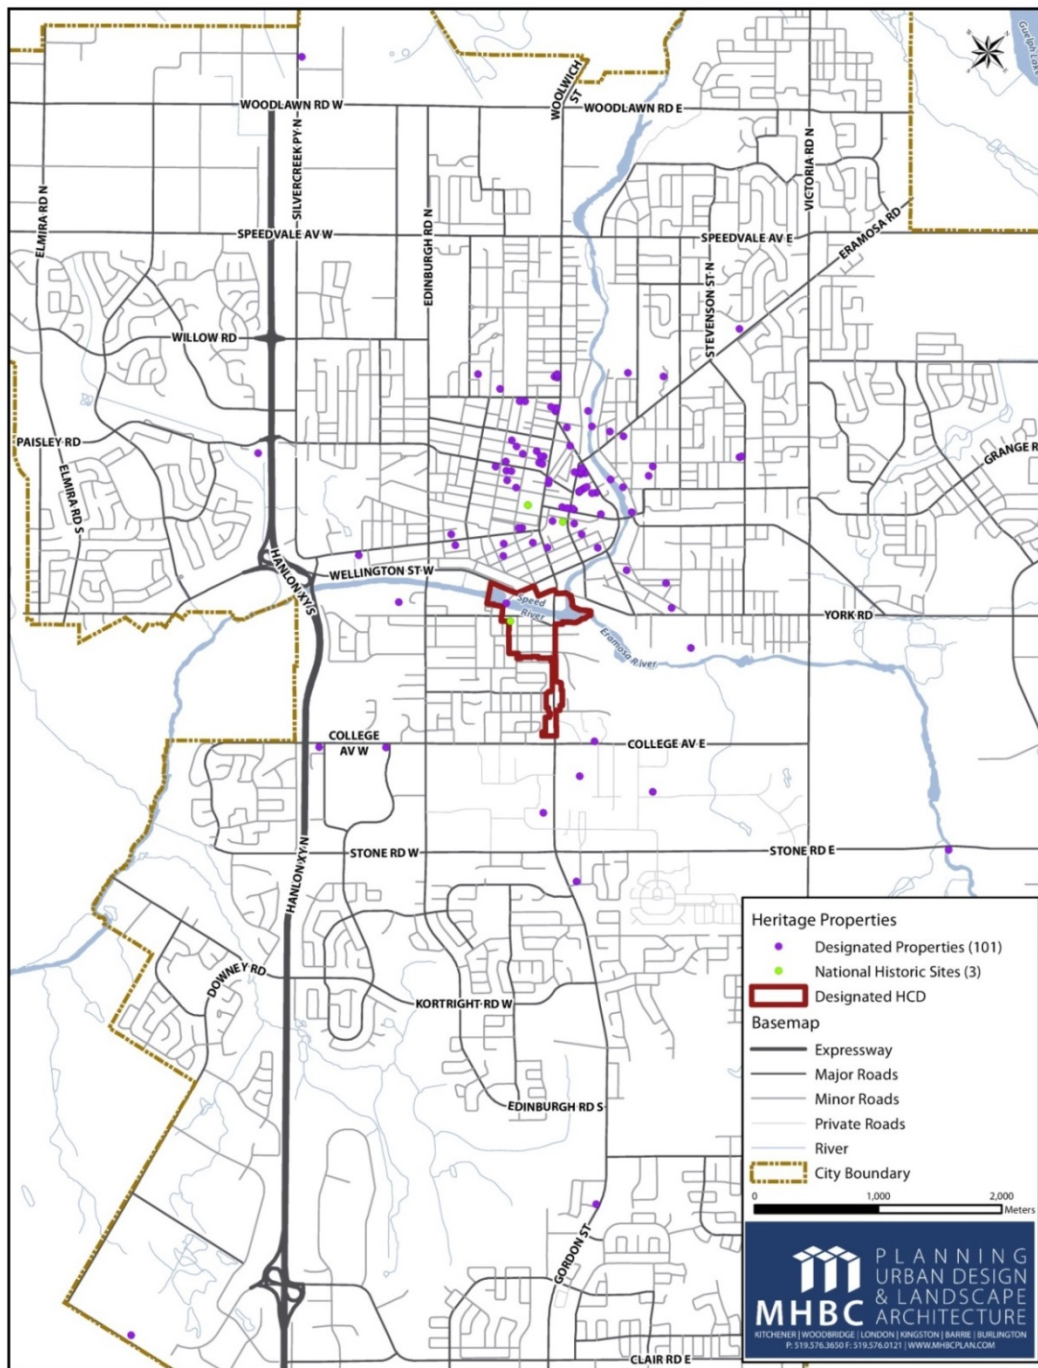 Guelph Lake
WOOLWICH ST
WOODLAWN RD W
WOODLAWN RD E
SILVERCREEK PY N
VICTORIA RD N
ELMIRA RD N
EDINBURGH RD N
SPEEDVALE AV W
SPEEDVALE AV E
ERAMOSA RD
STEVENSON ST N
WILLOW RD
PAISLEY RD
GRANGE R
ELMIRA RD S
HANLON XY S
WELLINGTON ST W
Speed
River
YORK RD
Eramosa River
COLLEGE
AV W
COLLEGE AV E
STONE RD W
STONE RD E
HANLON XY N
DOWNEY RD
KORTRIGHT RD W
EDINBURGH RD S
GORDON ST
CLAIR RD E
Heritage Properties
Designated Properties (101)
National Historic Sites (3)
Designated HCD
Basemap
Expressway
Major Roads
Minor Roads
Private Roads
River
City Boundary
0 1,000 2,000
Meters
MHBC
PLANNING
URBAN DESIGN
& LANDSCAPE
ARCHITECTURE
KITCHENER | WOODBRIDGE | LONDON | KINGSTON | BARRIE | BURLINGTON
P: 519.576.3650 F: 519.576.0121 | WWW.MHBCPLAN.COM